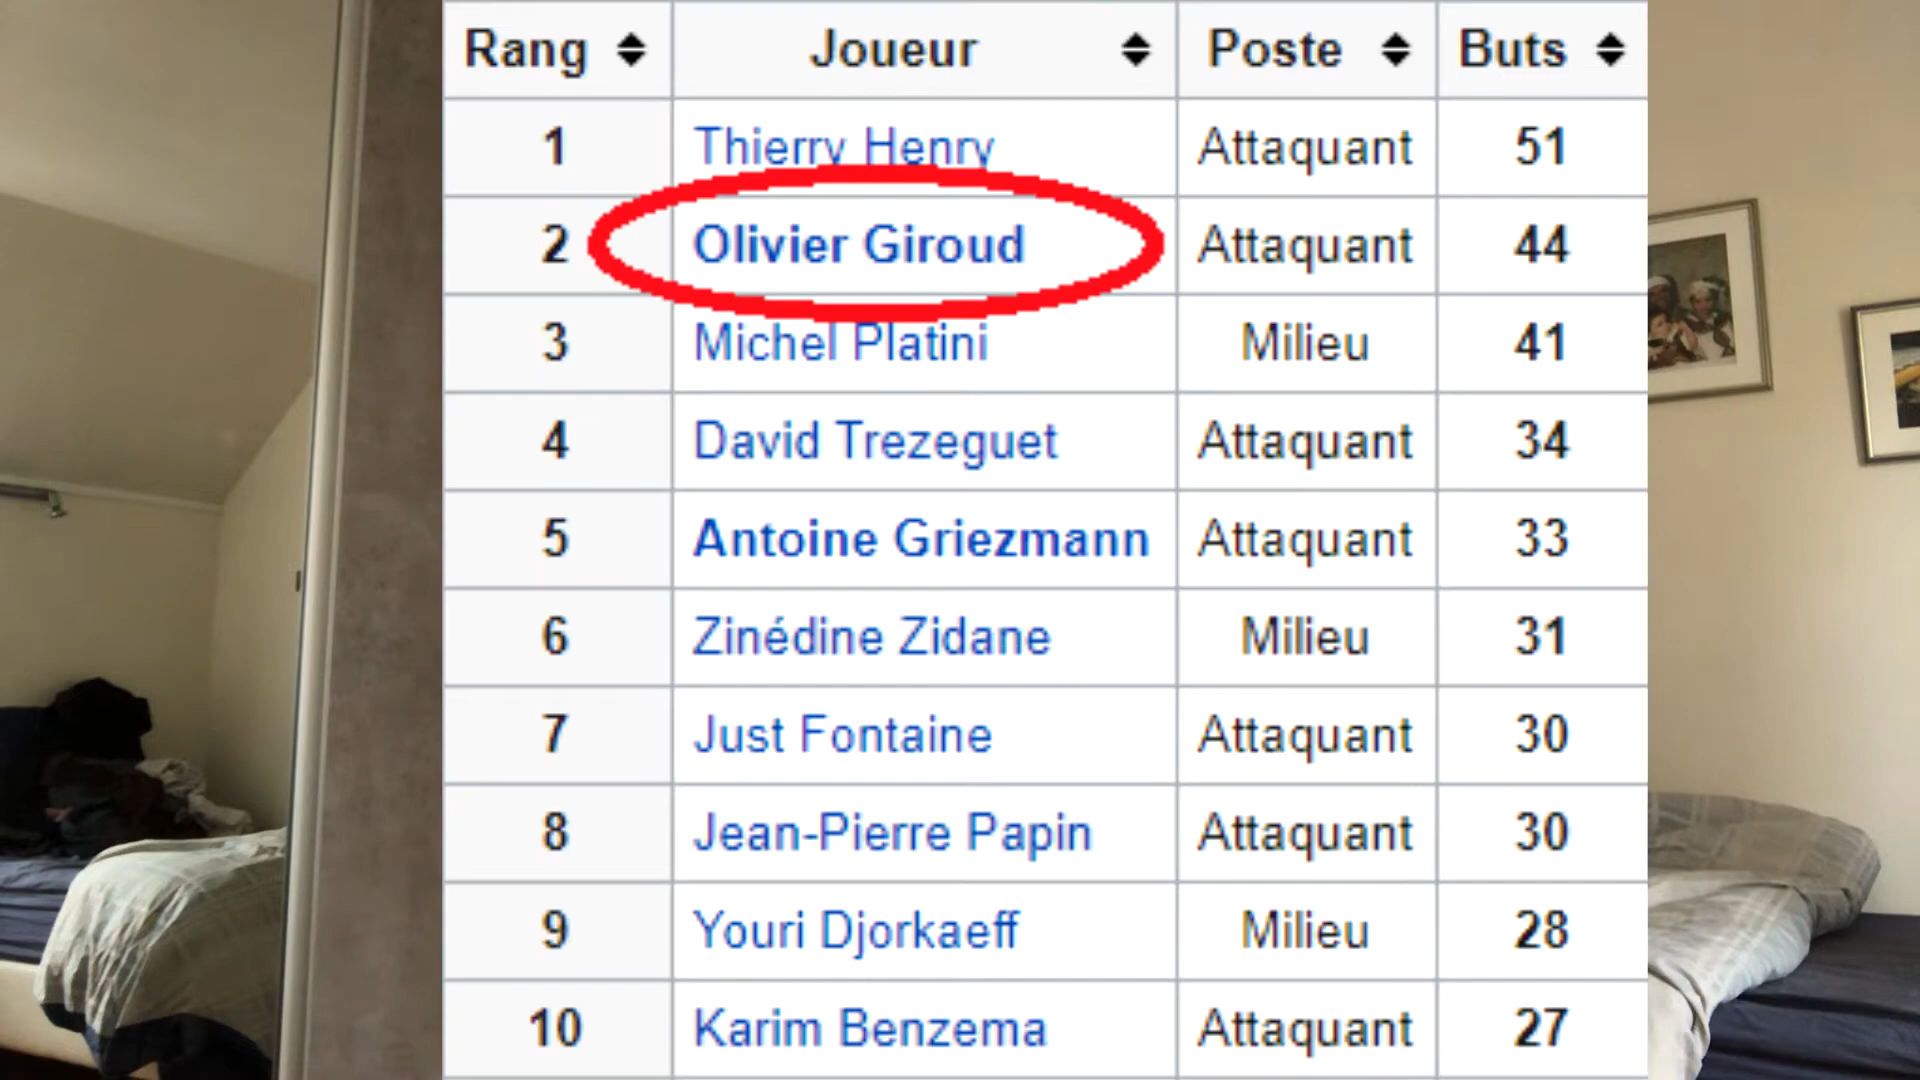 Rang Joueur Poste Buts
1 Thierry Henry Attaquant 51
2 Olivier Giroud Attaquant 44
3 Michel Platini Milieu 41
4 David Trezeguet Attaquant 34
5 Antoine Griezmann Attaquant 33
6 Zinédine Zidane Milieu 31
7 Just Fontaine Attaquant 30
8 Jean-Pierre Papin Attaquant 30
9 Youri Djorkaeff Milieu 28
10 Karim Benzema Attaquant 27